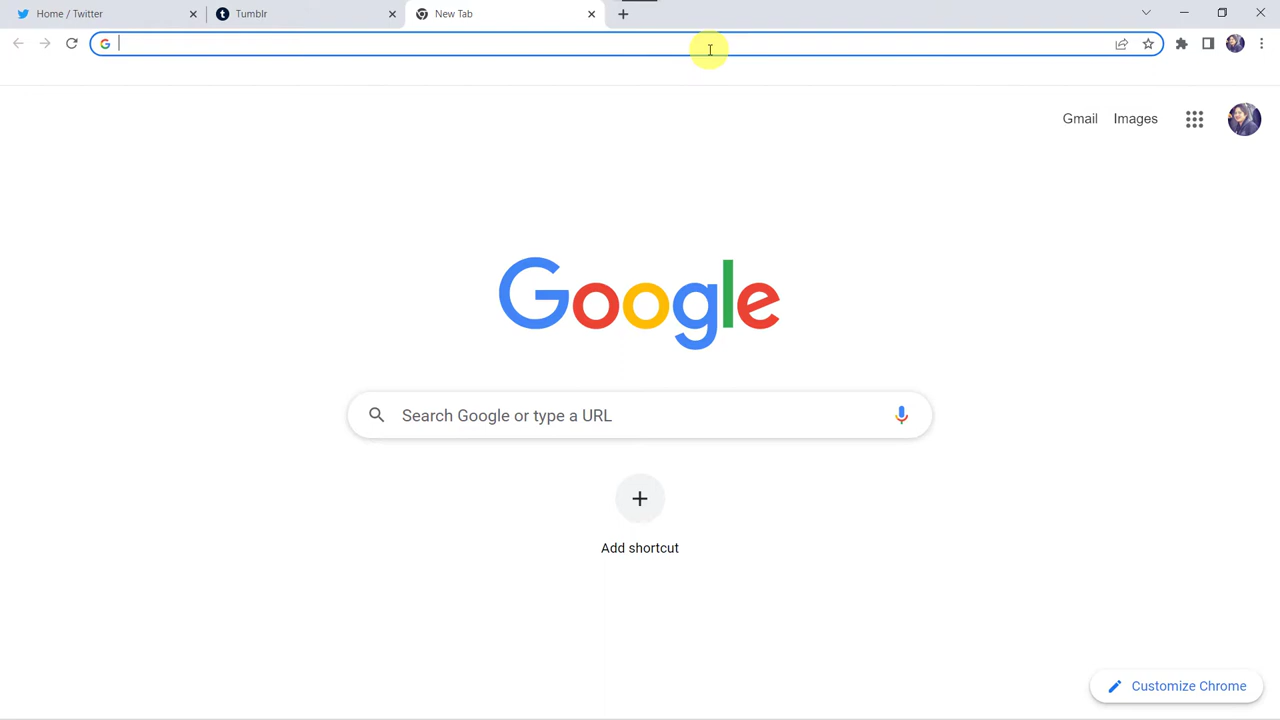 Home / Twitter
Tumblr
New Tab
Gmail
Images
Google
Search Google or type a URL
Add shortcut
Customize Chrome